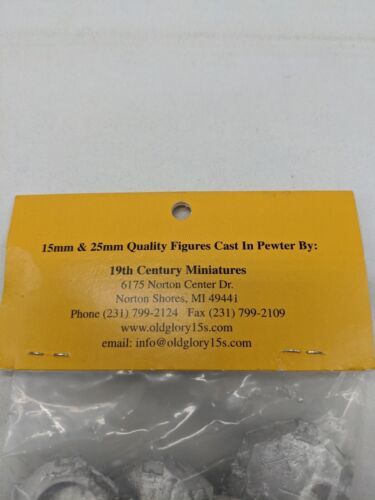 15mm & 25mm Quality Figures Cast In Pewter By:
19th Century Miniatures
6175 Norton Center Dr.
Norton Shores, MI 49441
Phone (231) 799-2124 Fax (231) 799-2109
www.oldglory15s.com
email: info@oldglory15s.com